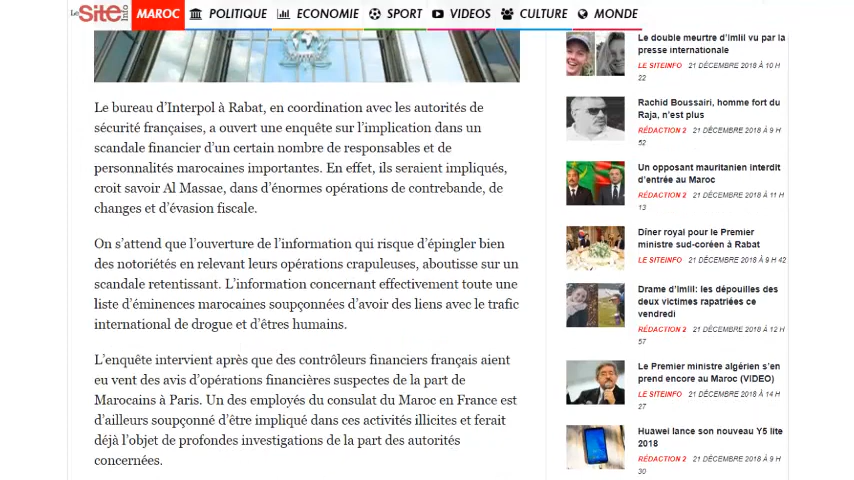 Le Site info
MAROC
POLITIQUE
ECONOMIE
SPORT
VIDEOS
CULTURE
MONDE
Le bureau d’Interpol à Rabat, en coordination avec les autorités de
sécurité françaises, a ouvert une enquête sur l’implication dans un
scandale financier d’un certain nombre de responsables et de
personnalités marocaines importantes. En effet, ils seraient impliqués,
croit savoir Al Massae, dans d’énormes opérations de contrebande, de
changes et d’évasion fiscale.
On s’attend que l’ouverture de l’information qui risque d’épingler bien
des notoriétés en relevant leurs opérations crapuleuses, aboutisse sur un
scandale retentissant. L’information concernant effectivement toute une
liste d’éminences marocaines soupçonnées d’avoir des liens avec le trafic
international de drogue et d’êtres humains.
L’enquête intervient après que des contrôleurs financiers français aient
eu vent des avis d’opérations financières suspectes de la part de
Marocains à Paris. Un des employés du consulat du Maroc en France est
d’ailleurs soupçonné d’être impliqué dans ces activités illicites et ferait
déjà l’objet de profondes investigations de la part des autorités
concernées.
Le double meurtre d’Imlil vu par la
presse internationale
LE SITEINFO 21 DÉCEMBRE 2018 À 10 H
22
Rachid Boussairi, homme fort du
Raja, n’est plus
RÉDACTION 2 21 DÉCEMBRE 2018 À 9 H
52
Un opposant mauritanien interdit
d’entrée au Maroc
RÉDACTION 2 21 DÉCEMBRE 2018 À 11 H
13
Dîner royal pour le Premier
ministre sud-coréen à Rabat
LE SITEINFO 21 DÉCEMBRE 2018 À 9 H 42
Drame d’Imlil: les dépouilles des
deux victimes rapatriées ce
vendredi
RÉDACTION 2 21 DÉCEMBRE 2018 À 12 H
57
Le Premier ministre algérien s’en
prend encore au Maroc (VIDEO)
LE SITEINFO 21 DÉCEMBRE 2018 À 14 H
27
Huawei lance son nouveau Y5 lite
2018
RÉDACTION 2 21 DÉCEMBRE 2018 À 9 H
30